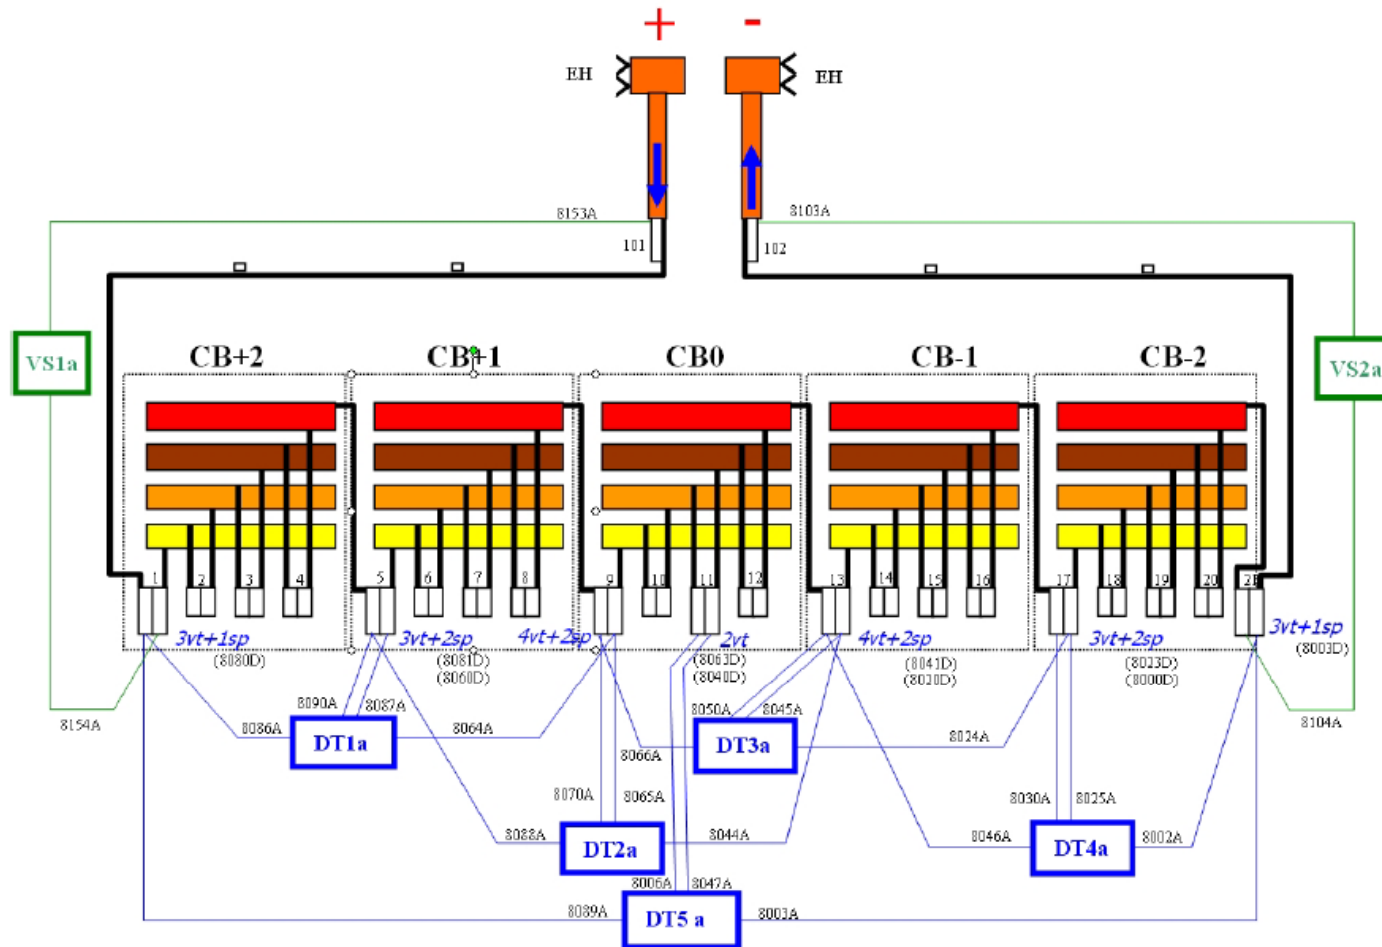 + -
EH EH
8153A 8103A
101 102
VS1a VS2a
CB+2 CB+1 CB0 CB-1 CB-2
1 2 3 4 5 6 7 8 9 10 11 12 13 14 15 16 17 18 19 20 21
3vt+1sp 3vt+2sp 4vt+2sp 2vt 4vt+2sp 3vt+2sp 3vt+1sp
(8080D) (8081D) (8063D) (8041D) (8023D) (8003D)
(8060D) (8040D) (8020D) (8000D)
8154A 8086A 8090A 8087A 8064A 8050A 8045A 8024A 8104A
DT1a DT3a
8066A
8070A 8065A 8030A 8025A
8088A 8044A 8046A 8002A
DT2a DT4a
8006A 8047A
8089A 8003A
DT5 a